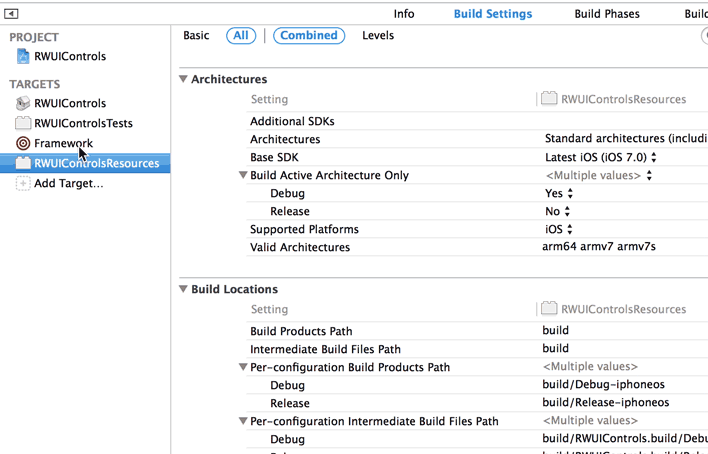 Info Build Settings Build Phases Buil
PROJECT
RWUIControls
TARGETS
RWUIControls
RWUIControlsTests
Framework
RWUIControlsResources
Add Target...
Basic All Combined Levels
Architectures
Setting RWUIControlsResources
Additional SDKs
Architectures Standard architectures (includi
Base SDK Latest iOS (iOS 7.0)
Build Active Architecture Only <Multiple values>
Debug Yes
Release No
Supported Platforms iOS
Valid Architectures arm64 armv7 armv7s
Build Locations
Setting RWUIControlsResources
Build Products Path build
Intermediate Build Files Path build
Per-configuration Build Products Path <Multiple values>
Debug build/Debug-iphoneos
Release build/Release-iphoneos
Per-configuration Intermediate Build Files Path <Multiple values>
Debug build/RWUIControls.build/Debu